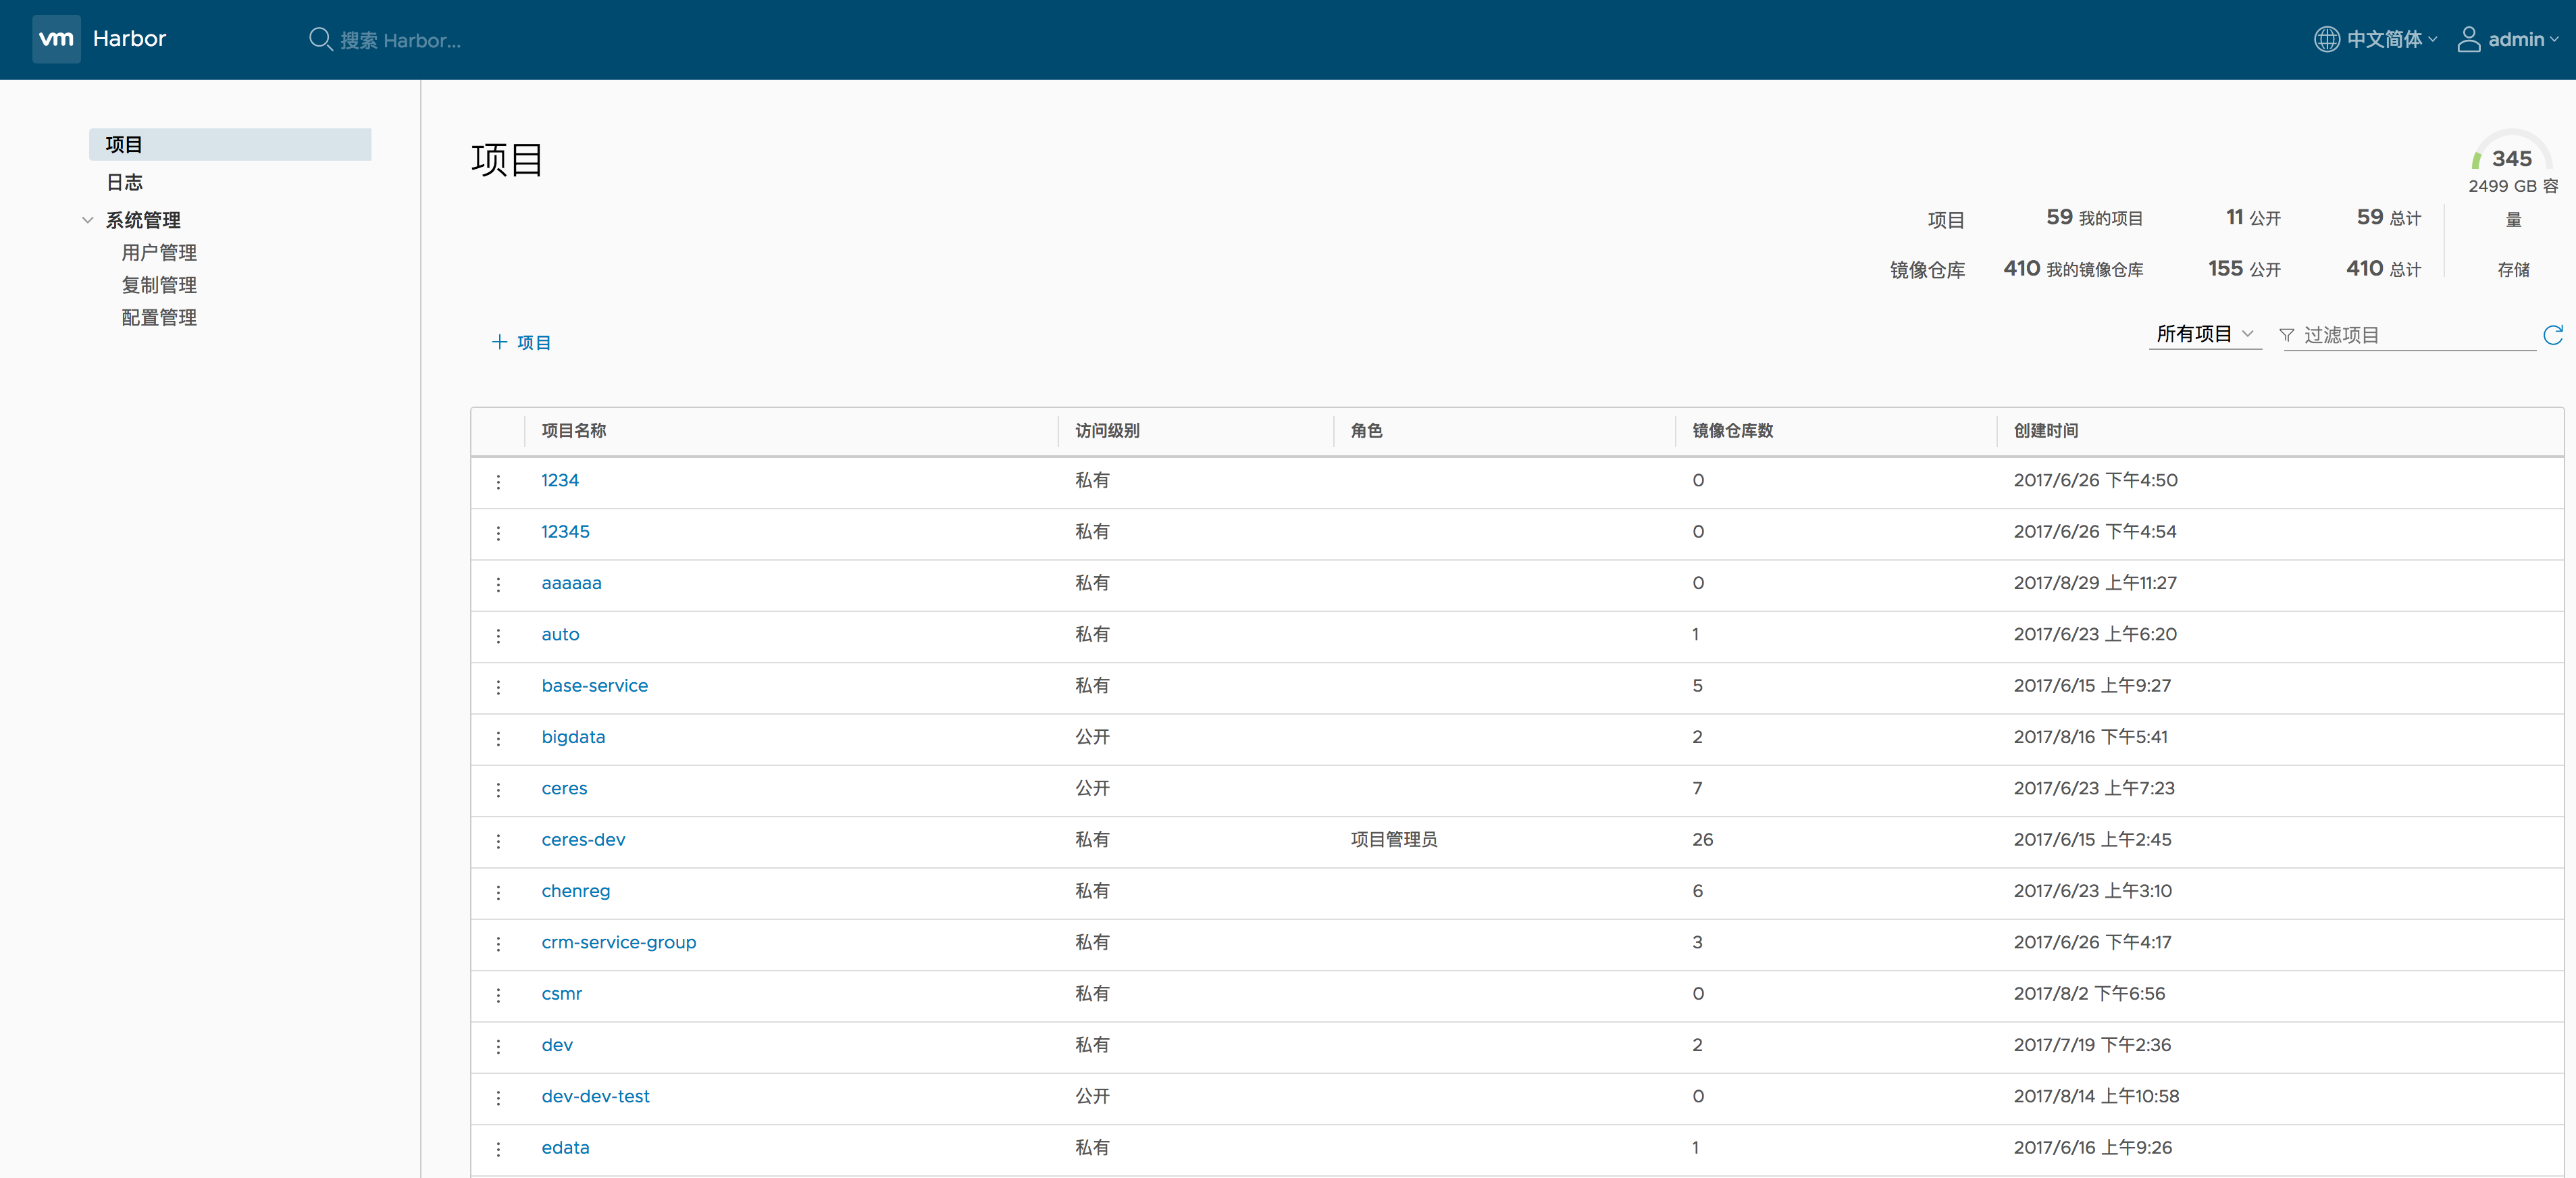 vm Harbor 搜索 Harbor... 中文简体 admin
项目
日志
系统管理
用户管理
复制管理
配置管理
项目
345
2499 GB 容
量
存储
项目 59 我的项目 11 公开 59 总计
镜像仓库 410 我的镜像仓库 155 公开 410 总计
项目 所有项目 过滤项目
项目名称 访问级别 角色 镜像仓库数 创建时间
1234 私有 0 2017/6/26 下午4:50
12345 私有 0 2017/6/26 下午4:54
aaaaaa 私有 0 2017/8/29 上午11:27
auto 私有 1 2017/6/23 上午6:20
base-service 私有 5 2017/6/15 上午9:27
bigdata 公开 2 2017/8/16 下午5:41
ceres 公开 7 2017/6/23 上午7:23
ceres-dev 私有 项目管理员 26 2017/6/15 上午2:45
chenreg 私有 6 2017/6/23 上午3:10
crm-service-group 私有 3 2017/6/26 下午4:17
csmr 私有 0 2017/8/2 下午6:56
dev 私有 2 2017/7/19 下午2:36
dev-dev-test 公开 0 2017/8/14 上午10:58
edata 私有 1 2017/6/16 上午9:26